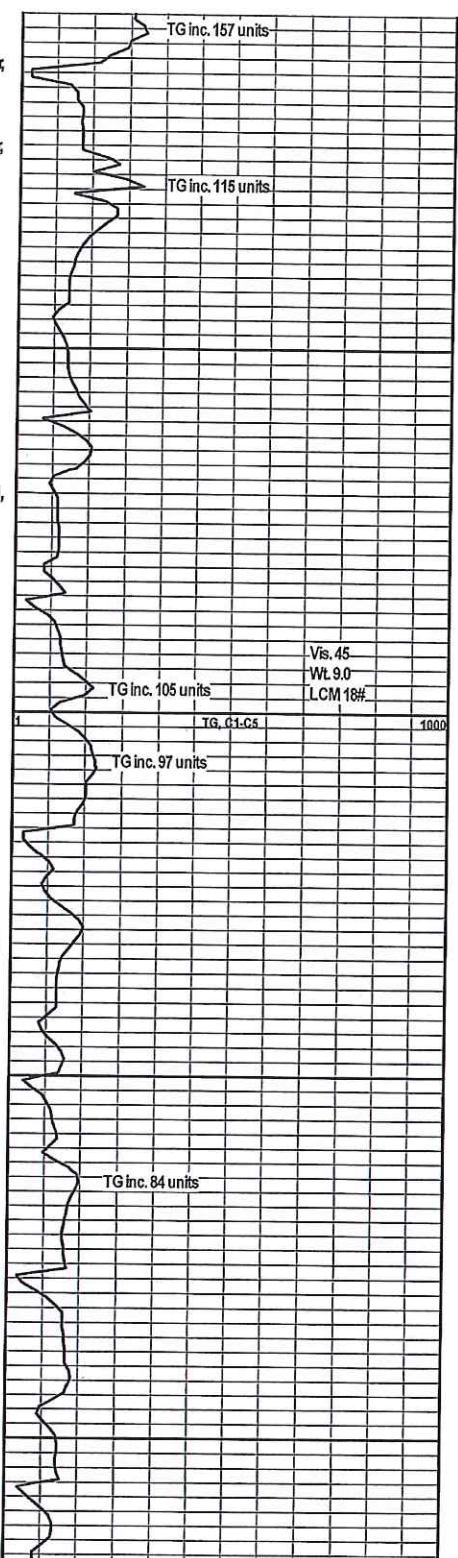 TG inc. 157 units
TG inc. 115 units
Vis. 45
Wt. 9.0
LCM 18#
TG inc. 105 units
1 TG, C1-C5 1000
TG inc. 97 units
TG inc. 84 units